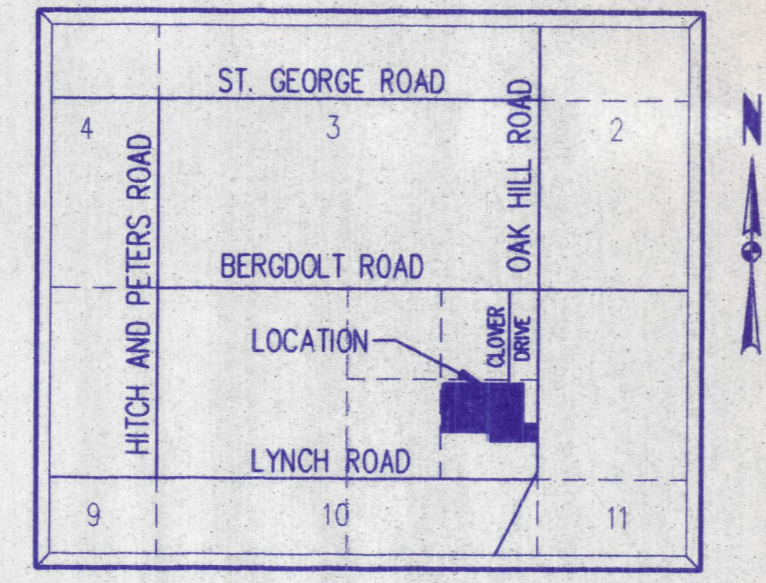 ST. GEORGE ROAD
4
3
2
N
HITCH AND PETERS ROAD
OAK HILL ROAD
BERGDOLT ROAD
LOCATION
CLOVER
DRIVE
LYNCH ROAD
9
10
11